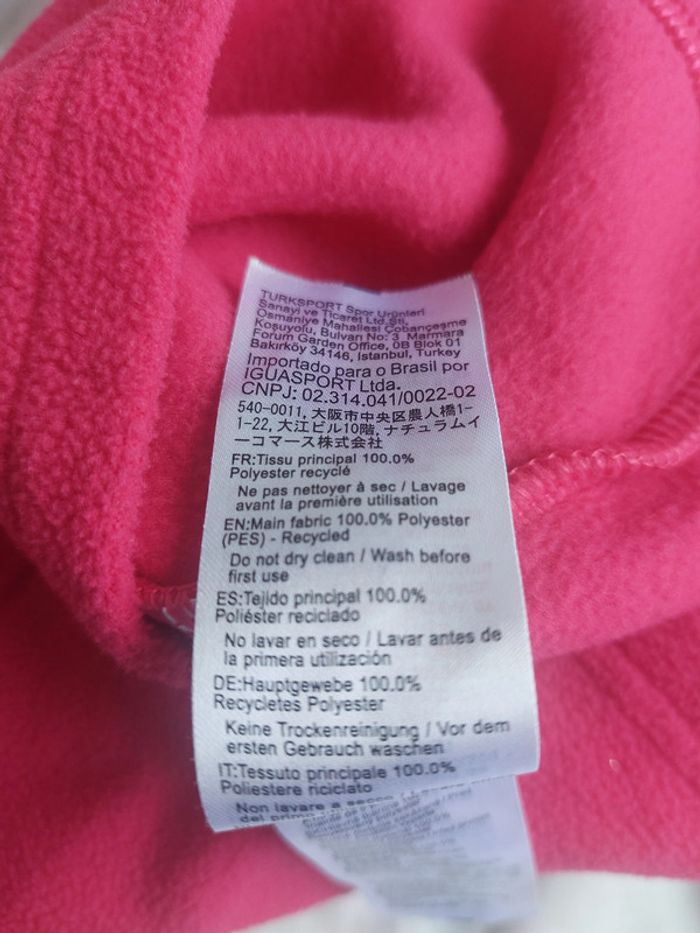 TURKSPORT Spor Urünleri
Sanayi ve Ticaret Ltd.Sti,
Osmaniye Mahallesi Çobançesme
Kosuyolu, Bulvarı No: 3 Marmara
Forum Garden Office, 0B Blok 01
Bakırköy 34146, Istanbul, Turkey
Importado para o Brasil por
IGUASPORT Ltda.
CNPJ: 02.314.041/0022-02
540-0011, 大阪市中央区農人橋1-
1-22, 大江ビル10階, ナチュラムイ
ーコマース株式会社
FR:Tissu principal 100.0%
Polyester recyclé
Ne pas nettoyer à sec / Lavage
avant la première utilisation
EN:Main fabric 100.0% Polyester
(PES) - Recycled
Do not dry clean / Wash before
first use
ES:Tejido principal 100.0%
Poliéster reciclado
No lavar en seco / Lavar antes de
la primera utilización
DE:Hauptgewebe 100.0%
Recycletes Polyester
Keine Trockenreinigung / Vor dem
ersten Gebrauch waschen
IT:Tessuto principale 100.0%
Poliestere riciclato
Non lavare a secco